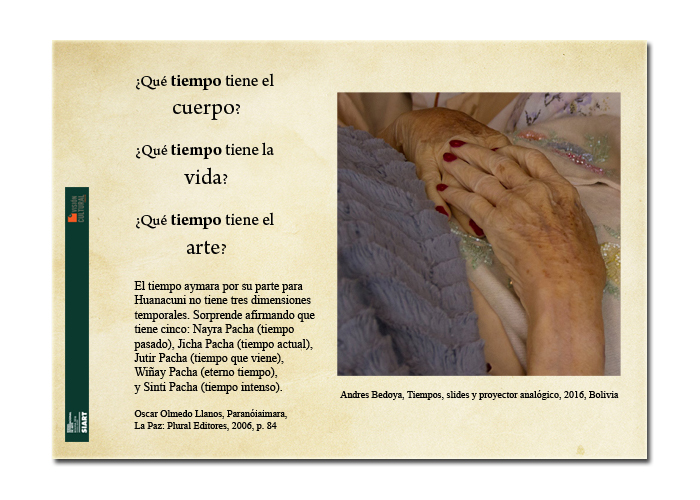 ¿Qué tiempo tiene el
cuerpo?
¿Qué tiempo tiene la
vida?
¿Qué tiempo tiene el
arte?
El tiempo aymara por su parte para
Huanacuni no tiene tres dimensiones
temporales. Sorprende afirmando que
tiene cinco: Nayra Pacha (tiempo
pasado), Jicha Pacha (tiempo actual),
Jutir Pacha (tiempo que viene),
Wiñay Pacha (eterno tiempo),
y Sinti Pacha (tiempo intenso).
Oscar Olmedo Llanos, Paranóiaimara,
La Paz: Plural Editores, 2006, p. 84
Andres Bedoya, Tiempos, slides y proyector analógico, 2016, Bolivia
VISIÓN
CULTURAL
SIART